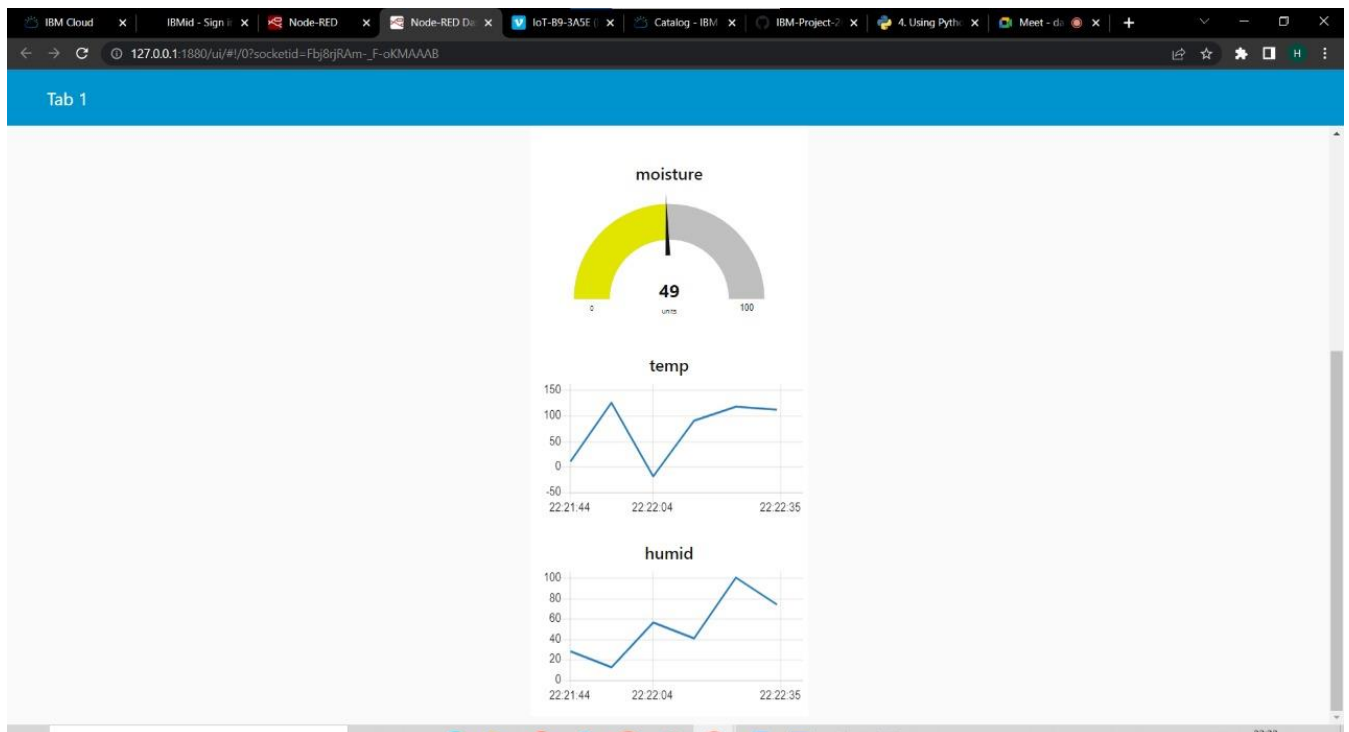 IBM Cloud IBMid - Sign i Node-RED Node-RED Da IoT-B9-3A5E ( Catalog - IBM IBM-Project-2 4. Using Pyth Meet - da
127.0.0.1:1880/ui/#!/0?socketid=Fbj8rjRAm-_F-oKMAAAB H
Tab 1
moisture
49
0 units 100
temp
150
100
50
0
-50
22:21:44 22:22:04 22:22:35
humid
100
80
60
40
20
0
22:21:44 22:22:04 22:22:35